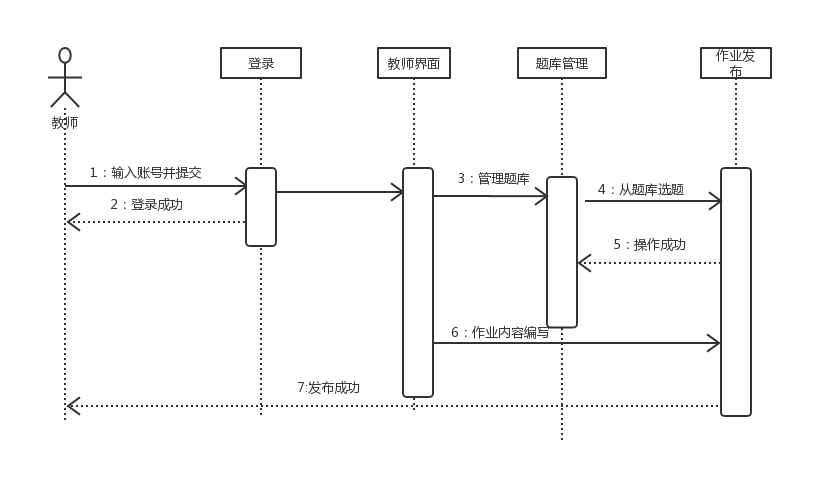 登录
教师界面
题库管理
作业发
布
教师
1：输入账号并提交
2：登录成功
3：管理题库
4：从题库选题
5：操作成功
6：作业内容编写
7:发布成功